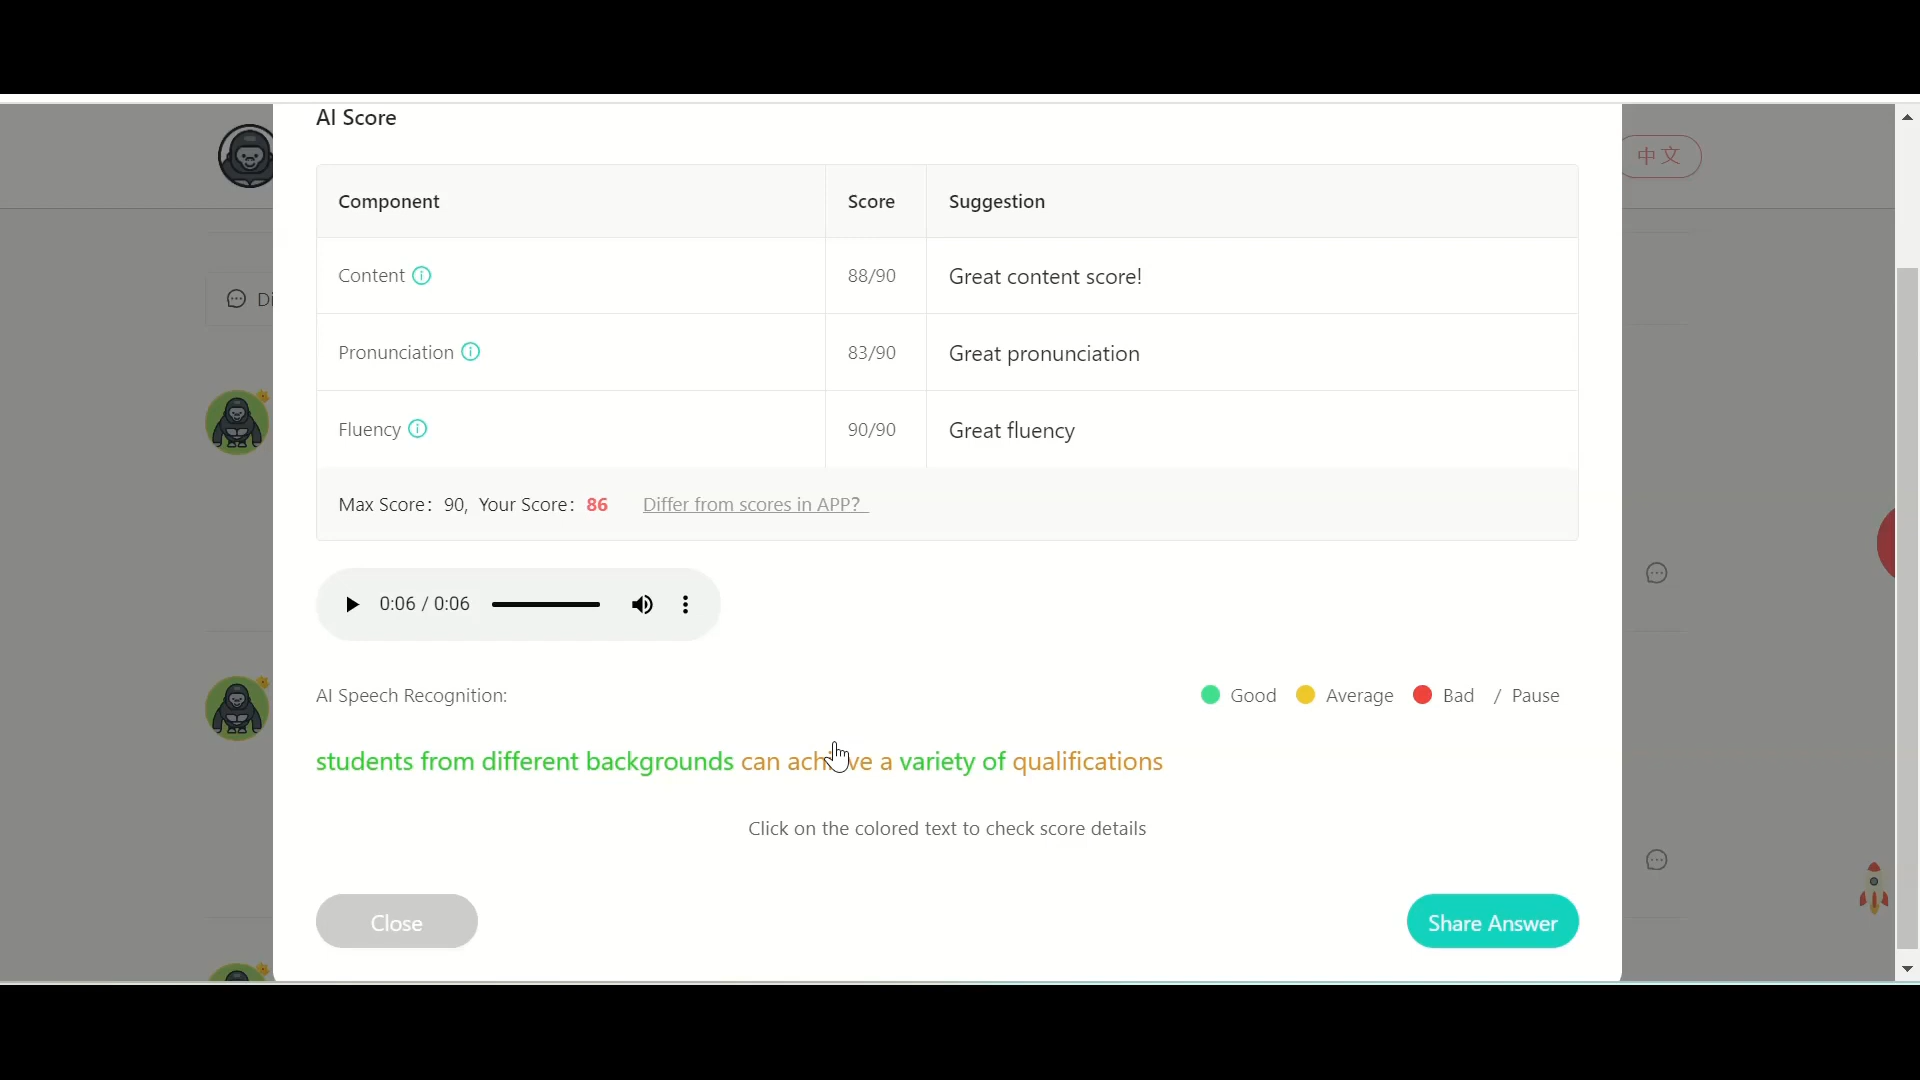 AI Score
中文
Component Score Suggestion
Content 88/90 Great content score!
Di
Pronunciation 83/90 Great pronunciation
Fluency 90/90 Great fluency
Max Score: 90, Your Score: 86 Differ from scores in APP?
0:06 / 0:06
AI Speech Recognition: Good Average Bad / Pause
students from different backgrounds can achieve a variety of qualifications
Click on the colored text to check score details
Close Share Answer